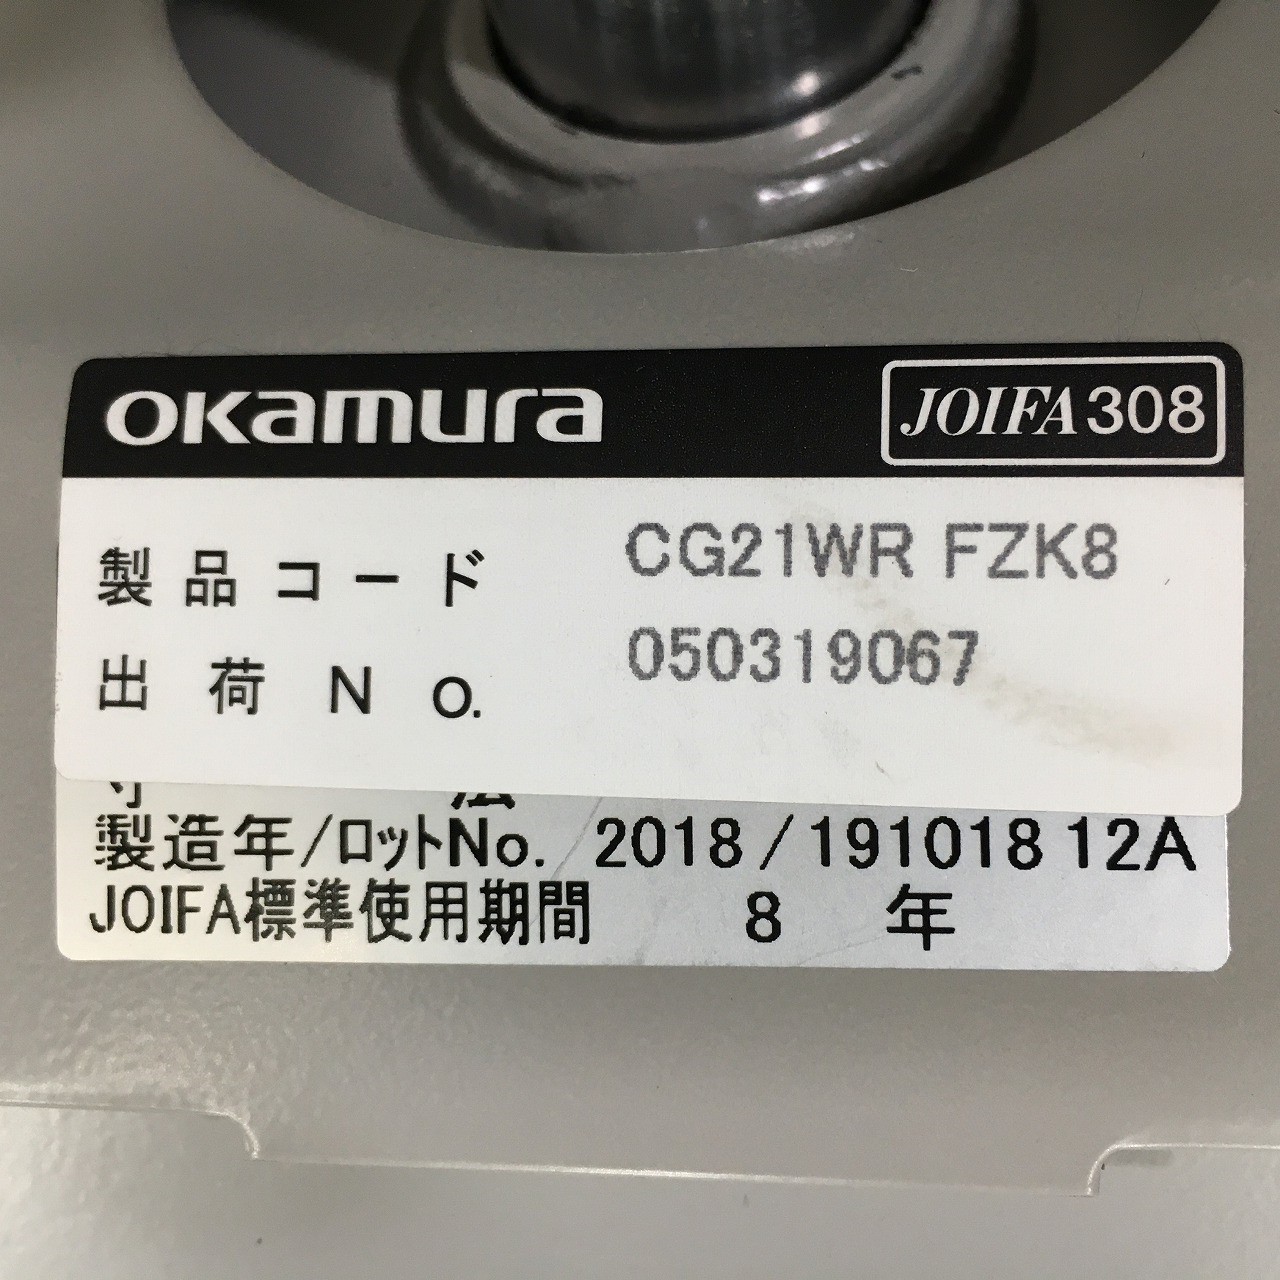 OKamura JOIFA308
製品コード CG21WR FZK8
出荷No. 050319067
寸法
製造年/ロットNo. 2018/191018 12A
JOIFA標準使用期間 8年